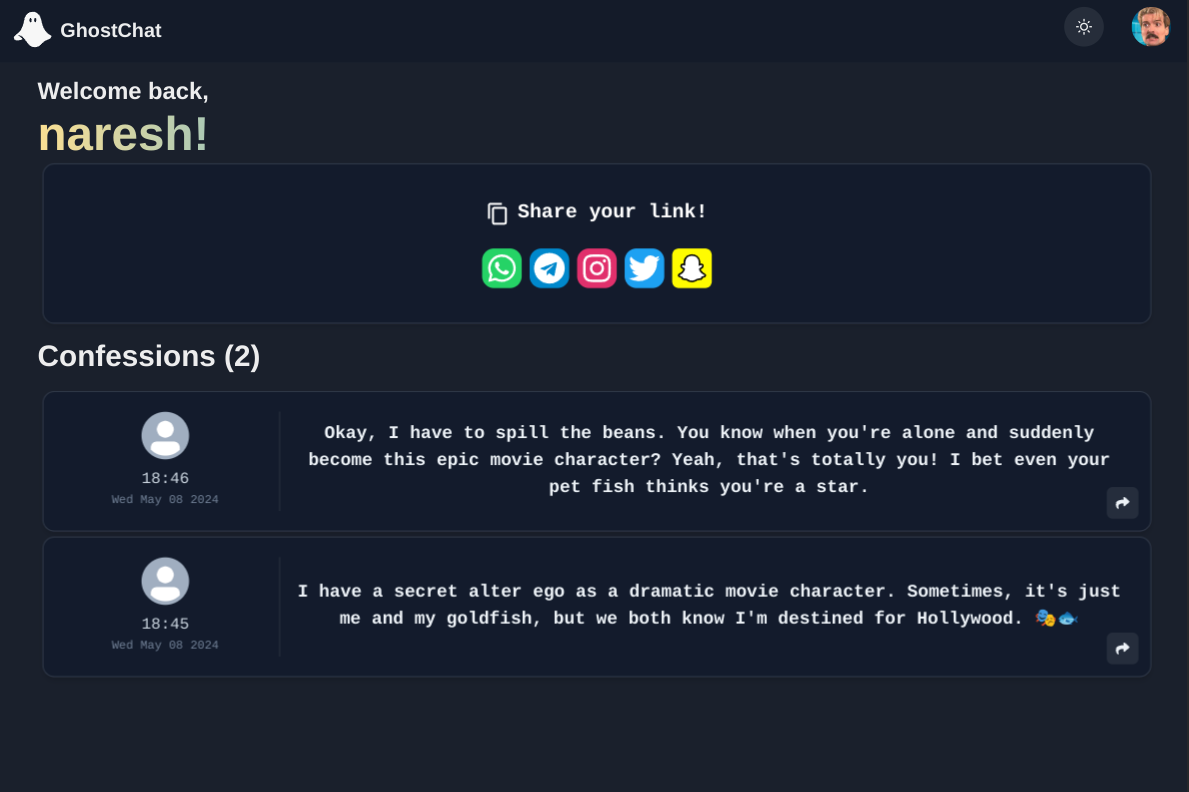 GhostChat
Welcome back,
naresh!
Share your link!
Confessions (2)
Okay, I have to spill the beans. You know when you're alone and suddenly
become this epic movie character? Yeah, that's totally you! I bet even your
pet fish thinks you're a star.
18:46
Wed May 08 2024
I have a secret alter ego as a dramatic movie character. Sometimes, it's just
me and my goldfish, but we both know I'm destined for Hollywood. 🎭🐟
18:45
Wed May 08 2024